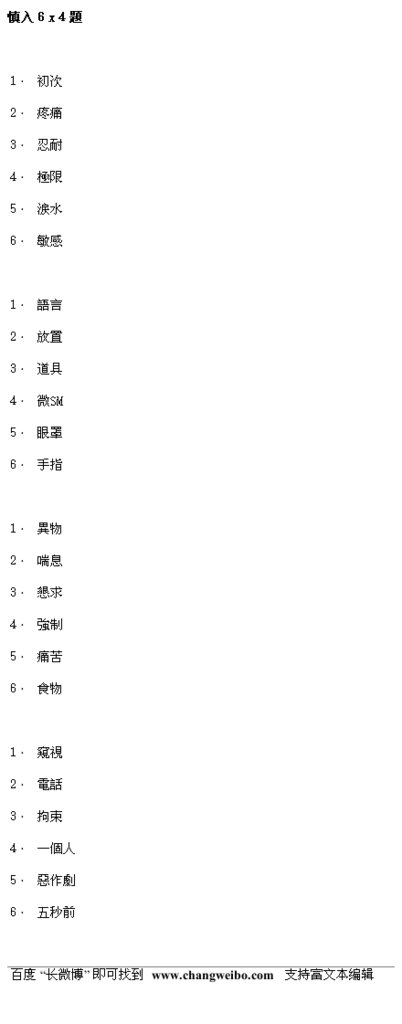 慎入 6 x 4 題
1． 初次
2． 疼痛
3． 忍耐
4． 極限
5． 淚水
6． 敏感
1． 語言
2． 放置
3． 道具
4． 微SM
5． 眼罩
6． 手指
1． 異物
2． 喘息
3． 懇求
4． 強制
5． 痛苦
6． 食物
1． 窺視
2． 電話
3． 拘束
4． 一個人
5． 惡作劇
6． 五秒前
百度 “长微博” 即可找到 www.changweibo.com 支持富文本编辑